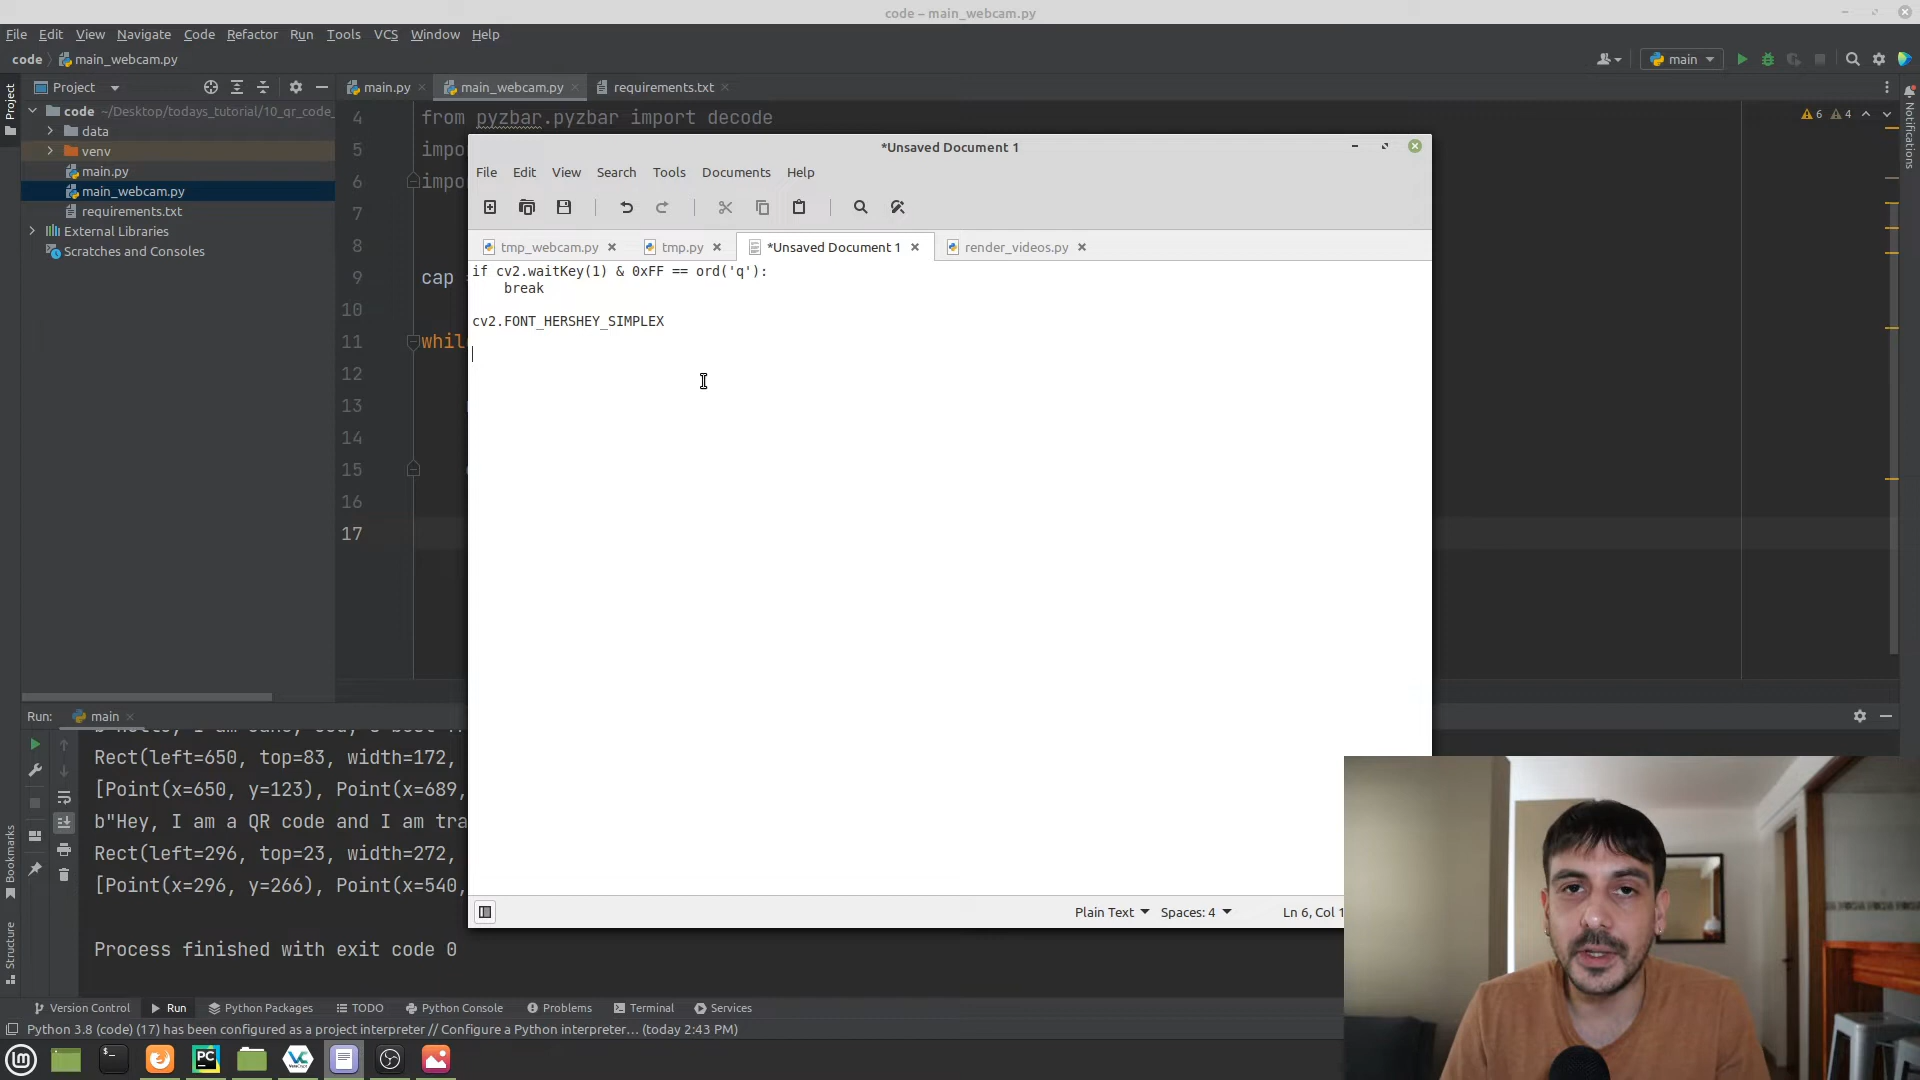 code – main_webcam.py
File Edit View Navigate Code Refactor Run Tools VCS Window Help
code main_webcam.py
main
Project
main.py
main_webcam.py
requirements.txt
Project
code ~/Desktop/todays_tutorial/10_qr_code_
data
venv
main.py
main_webcam.py
requirements.txt
External Libraries
Scratches and Consoles
Notifications
6 4
4 from pyzbar.pyzbar import decode
5 impo
6 impo
7
8
9 cap
10
11 whil
12
13
14
15
16
17
*Unsaved Document 1
File Edit View Search Tools Documents Help
tmp_webcam.py
tmp.py
*Unsaved Document 1
render_videos.py
if cv2.waitKey(1) & 0xFF == ord('q'):
break
cv2.FONT_HERSHEY_SIMPLEX
Plain Text Spaces: 4 Ln 6, Col 1
Run: main
Rect(left=650, top=83, width=172,
[Point(x=650, y=123), Point(x=689,
b"Hey, I am a QR code and I am tra
Rect(left=296, top=23, width=272,
[Point(x=296, y=266), Point(x=540,
Process finished with exit code 0
Bookmarks
Structure
Version Control Run Python Packages TODO Python Console Problems Terminal Services
Python 3.8 (code) (17) has been configured as a project interpreter // Configure a Python interpreter... (today 2:43 PM)